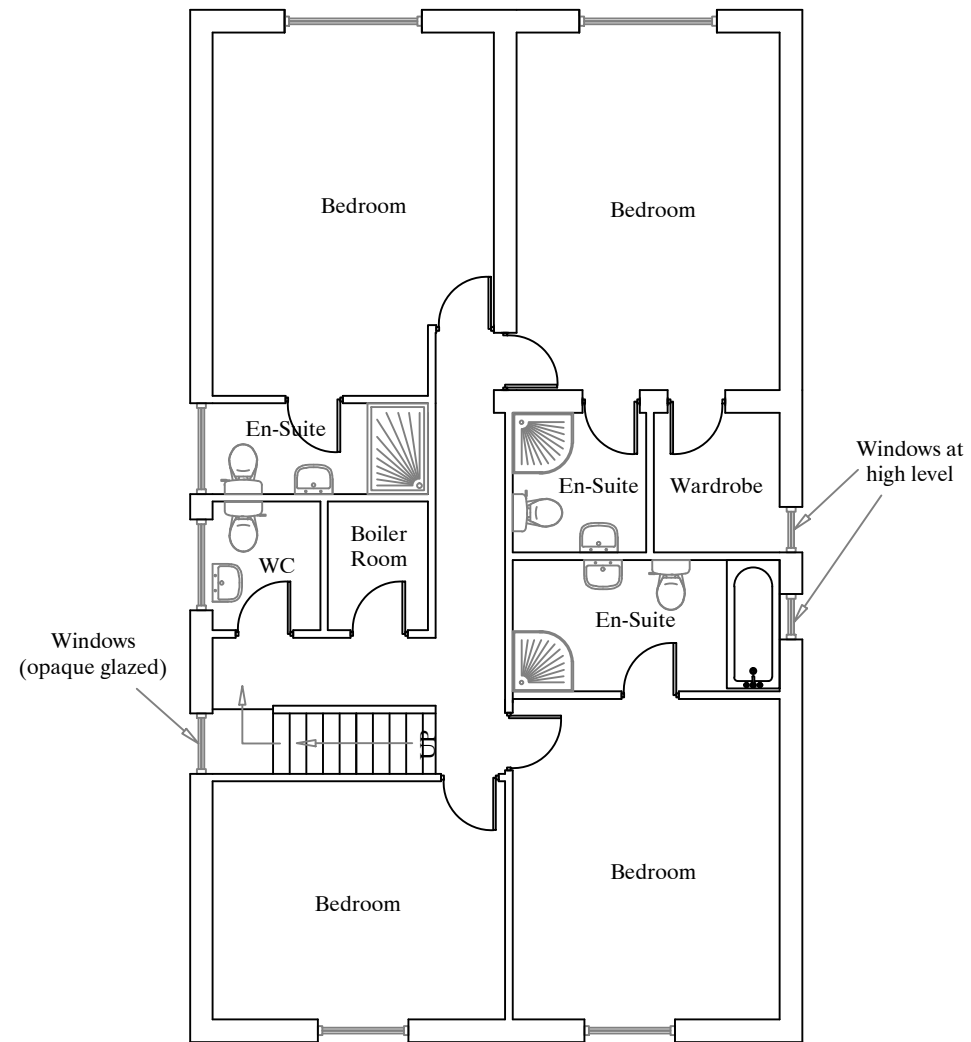 Bedroom
Bedroom
En-Suite
Windows at
high level
En-Suite
Wardrobe
Boiler
Room
WC
En-Suite
Windows
(opaque glazed)
UP
Bedroom
Bedroom